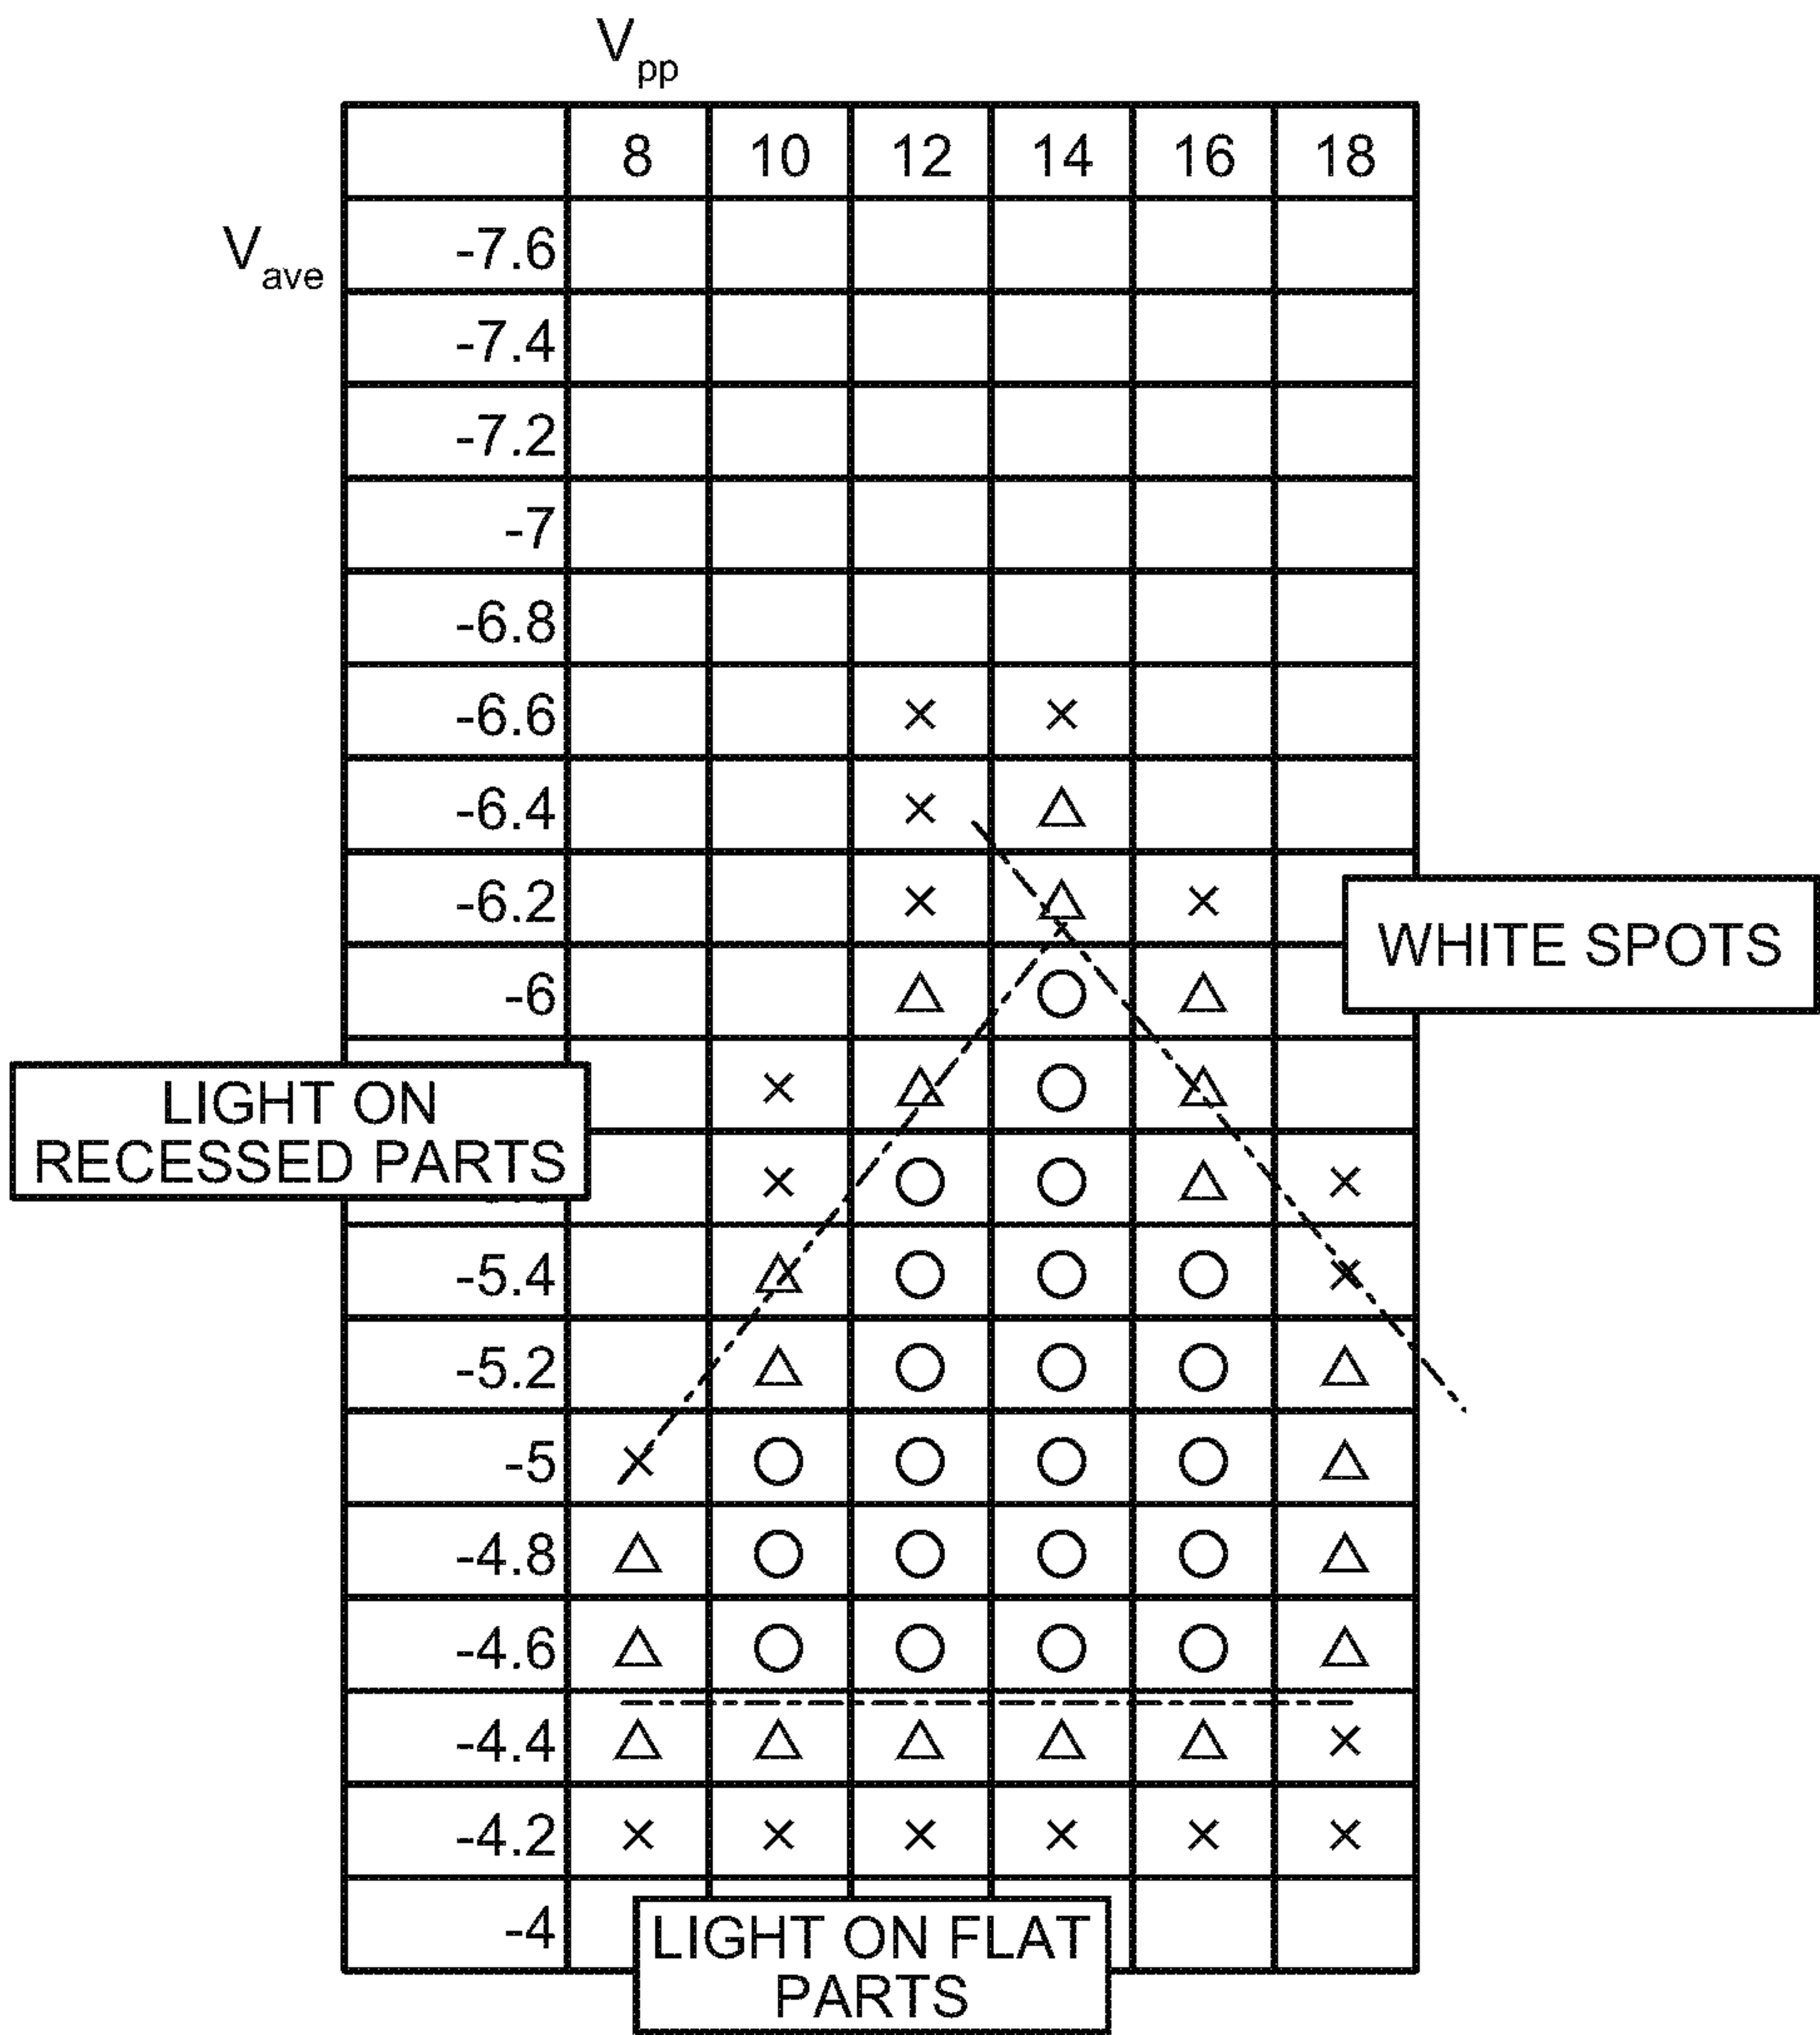 Vpp
8 10 12 14 16 18
Vave
-7.6
-7.4
-7.2
-7
-6.8
-6.6 × ×
-6.4 × △
-6.2 × △ ×
WHITE SPOTS
-6 △ ○ △
LIGHT ON
RECESSED PARTS
× △ ○ △
× ○ ○ △ ×
-5.4 △ ○ ○ ○ ×
-5.2 △ ○ ○ ○ △
-5 × ○ ○ ○ ○ △
-4.8 △ ○ ○ ○ ○ △
-4.6 △ ○ ○ ○ ○ △
-4.4 △ △ △ △ △ ×
-4.2 × × × × × ×
-4
LIGHT ON FLAT
PARTS